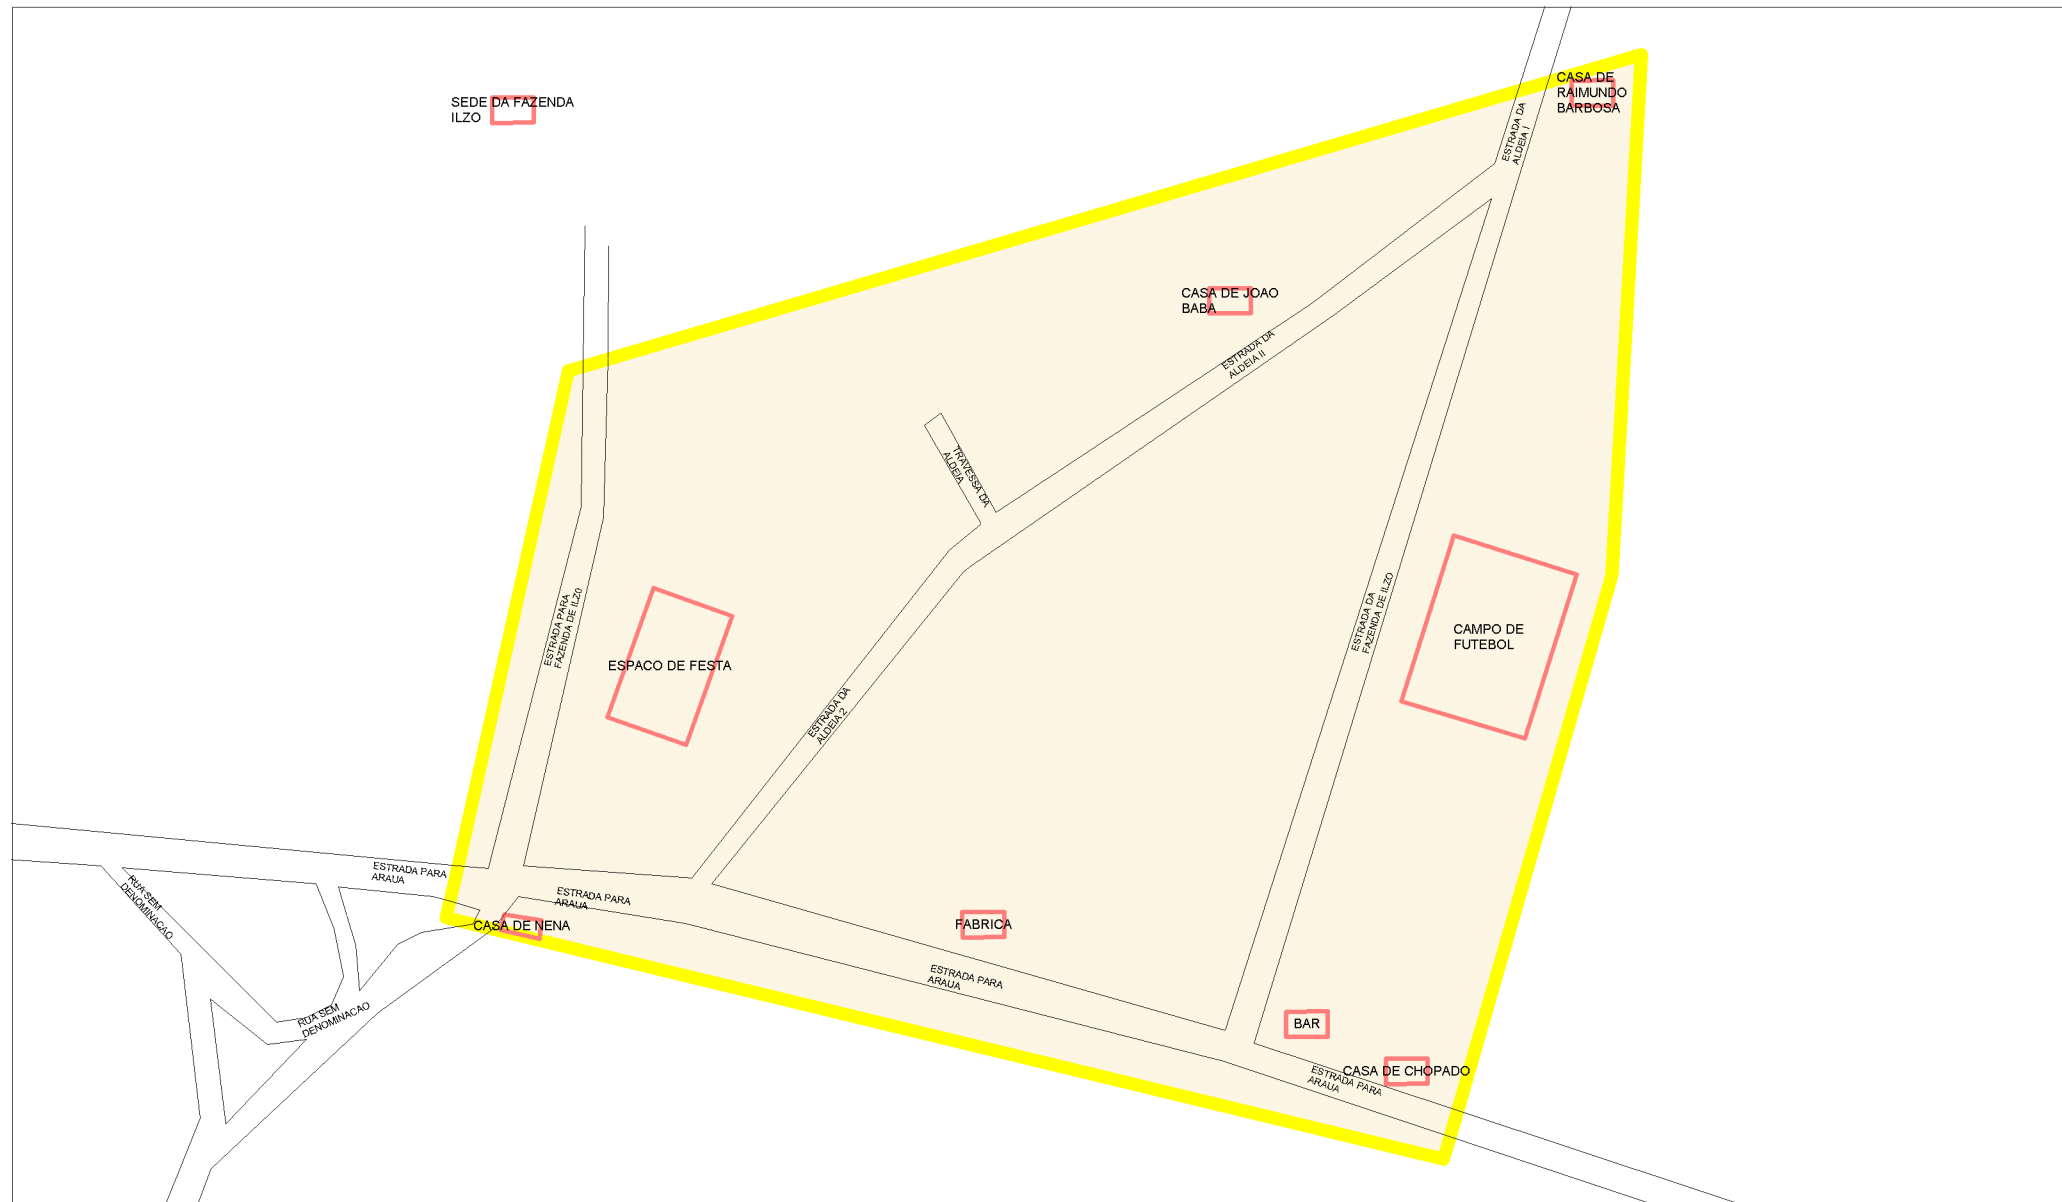 CASA DE
RAIMUNDO
BARBOSA
SEDE DA FAZENDA
ILZO
ESTRADA DA
ALDEIA I
CASA DE JOAO
BABA
ESTRADA DA
ALDEIA II
TRAVESSA DA
ALDEIA
ESTRADA PARA
FAZENDA DE ILZ0
ESTRADA DA
FAZENDA DE ILZO
CAMPO DE
FUTEBOL
ESPACO DE FESTA
ESTRADA DA
ALDEIA 2
ESTRADA PARA
ARAUA
RUA SEM
DENOMINACAO
ESTRADA PARA
ARAUA
CASA DE NENA
FABRICA
ESTRADA PARA
ARAUA
RUA SEM
DENOMINACAO
BAR
CASA DE CHOPADO
ESTRADA PARA
ARAUA